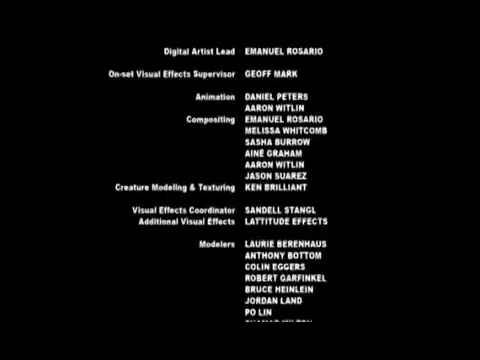 Digital Artist Lead EMANUEL ROSARIO
On-set Visual Effects Supervisor GEOFF MARK
Animation DANIEL PETERS
AARON WITLIN
Compositing EMANUEL ROSARIO
MELISSA WHITCOMB
SASHA BURROW
AINÉ GRAHAM
AARON WITLIN
JASON SUAREZ
Creature Modeling & Texturing KEN BRILLIANT
Visual Effects Coordinator SANDELL STANGL
Additional Visual Effects LATTITUDE EFFECTS
Modelers LAURIE BERENHAUS
ANTHONY BOTTOM
COLIN EGGERS
ROBERT GARFINKEL
BRUCE HEINLEIN
JORDAN LAND
PO LIN